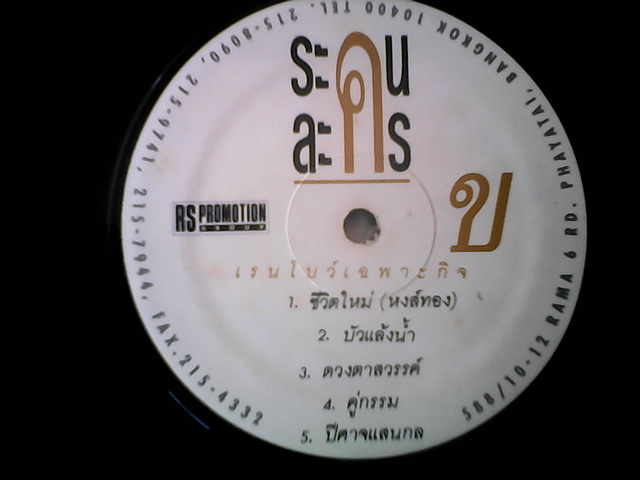 ระคน
ละคร
ข
RS PROMOTION
GROUP
เรนโบว์เฉพาะกิจ
1. ชีวิตใหม่ (หงส์ทอง)
2. บัวแล้งน้ำ
3. ดวงตาสวรรค์
4. คู่กรรม
5. ปีศาจแสนกล
588/10-12 RAMA 6 RD. PHAYATAI, BANGKOK 10400 TEL. 215-8090, 215-9741, 215-7944, FAX.215-4332